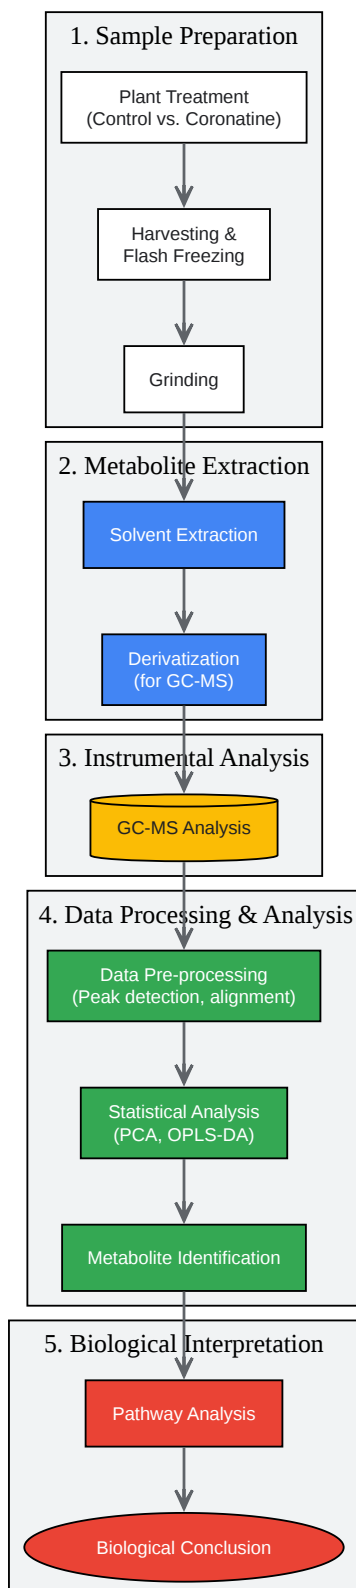 1. Sample Preparation
Plant Treatment
(Control vs. Coronatine)
Harvesting &
Flash Freezing
Grinding
2. Metabolite Extraction
Solvent Extraction
Derivatization
(for GC-MS)
3. Instrumental Analysis
GC-MS Analysis
4. Data Processing & Analysis
Data Pre-processing
(Peak detection, alignment)
Statistical Analysis
(PCA, OPLS-DA)
Metabolite Identification
5. Biological Interpretation
Pathway Analysis
Biological Conclusion